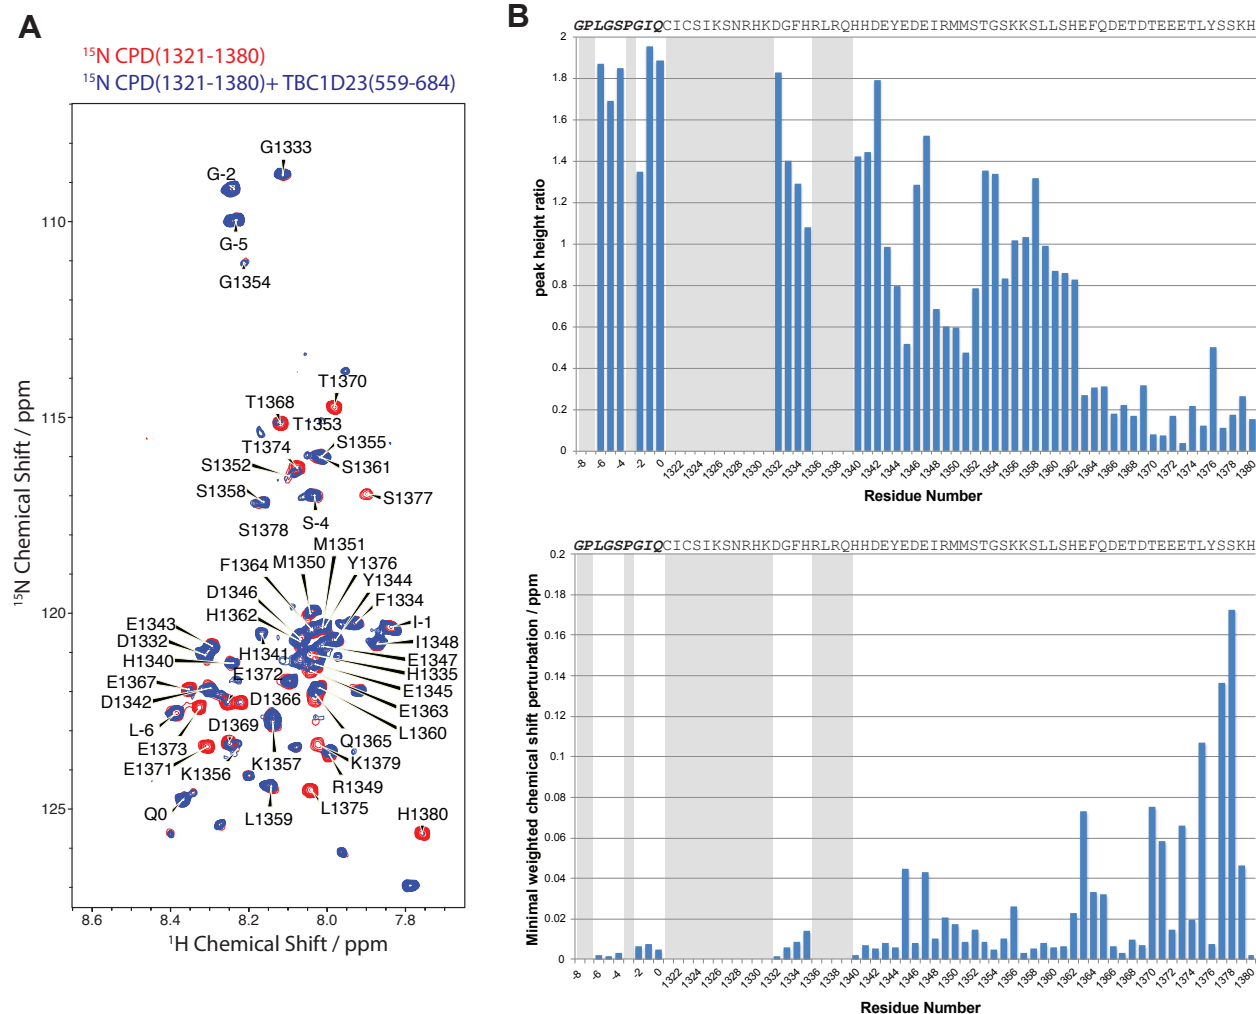 A
¹⁵N CPD(1321-1380)
¹⁵N CPD(1321-1380)+ TBC1D23(559-684)
G1333
G-2
G-5
G1354
T1370
T1368
T1353
T1374
S1355
S1352
S1361
S1358
S1377
S1378
S-4
M1351
F1364
M1350
Y1376
D1346
Y1344
H1362
F1334
E1343
I-1
D1332
I1348
H1341
E1347
H1340
E1372
H1335
E1367
E1345
D1342
D1366
E1363
L-6
D1369
L1360
E1373
Q1365
E1371
K1356
K1357
K1379
R1349
Q0
L1359
L1375
H1380
110
115
120
125
¹⁵N Chemical Shift / ppm
8.6 8.4 8.2 8.0 7.8
¹H Chemical Shift / ppm
B
GPLGSPGIQCICSIKSNRHKDGFHRLRQHHDEYEDEIRMMSTGSKKSLLSHEFQDETDTEEETLYSSKH
2
1.8
1.6
1.4
1.2
1
0.8
0.6
0.4
0.2
0
peak height ratio
-8 -6 -4 -2 0 1322 1324 1326 1328 1330 1332 1334 1336 1338 1340 1342 1344 1346 1348 1350 1352 1354 1356 1358 1360 1362 1364 1366 1368 1370 1372 1374 1376 1378 1380
Residue Number
GPLGSPGIQCICSIKSNRHKDGFHRLRQHHDEYEDEIRMMSTGSKKSLLSHEFQDETDTEEETLYSSKH
0.2
0.18
0.16
0.14
0.12
0.1
0.08
0.06
0.04
0.02
0
Minimal weighted chemical shift perturbation / ppm
-8 -6 -4 -2 0 1322 1324 1326 1328 1330 1332 1334 1336 1338 1340 1342 1344 1346 1348 1350 1352 1354 1356 1358 1360 1362 1364 1366 1368 1370 1372 1374 1376 1378 1380
Residue Number